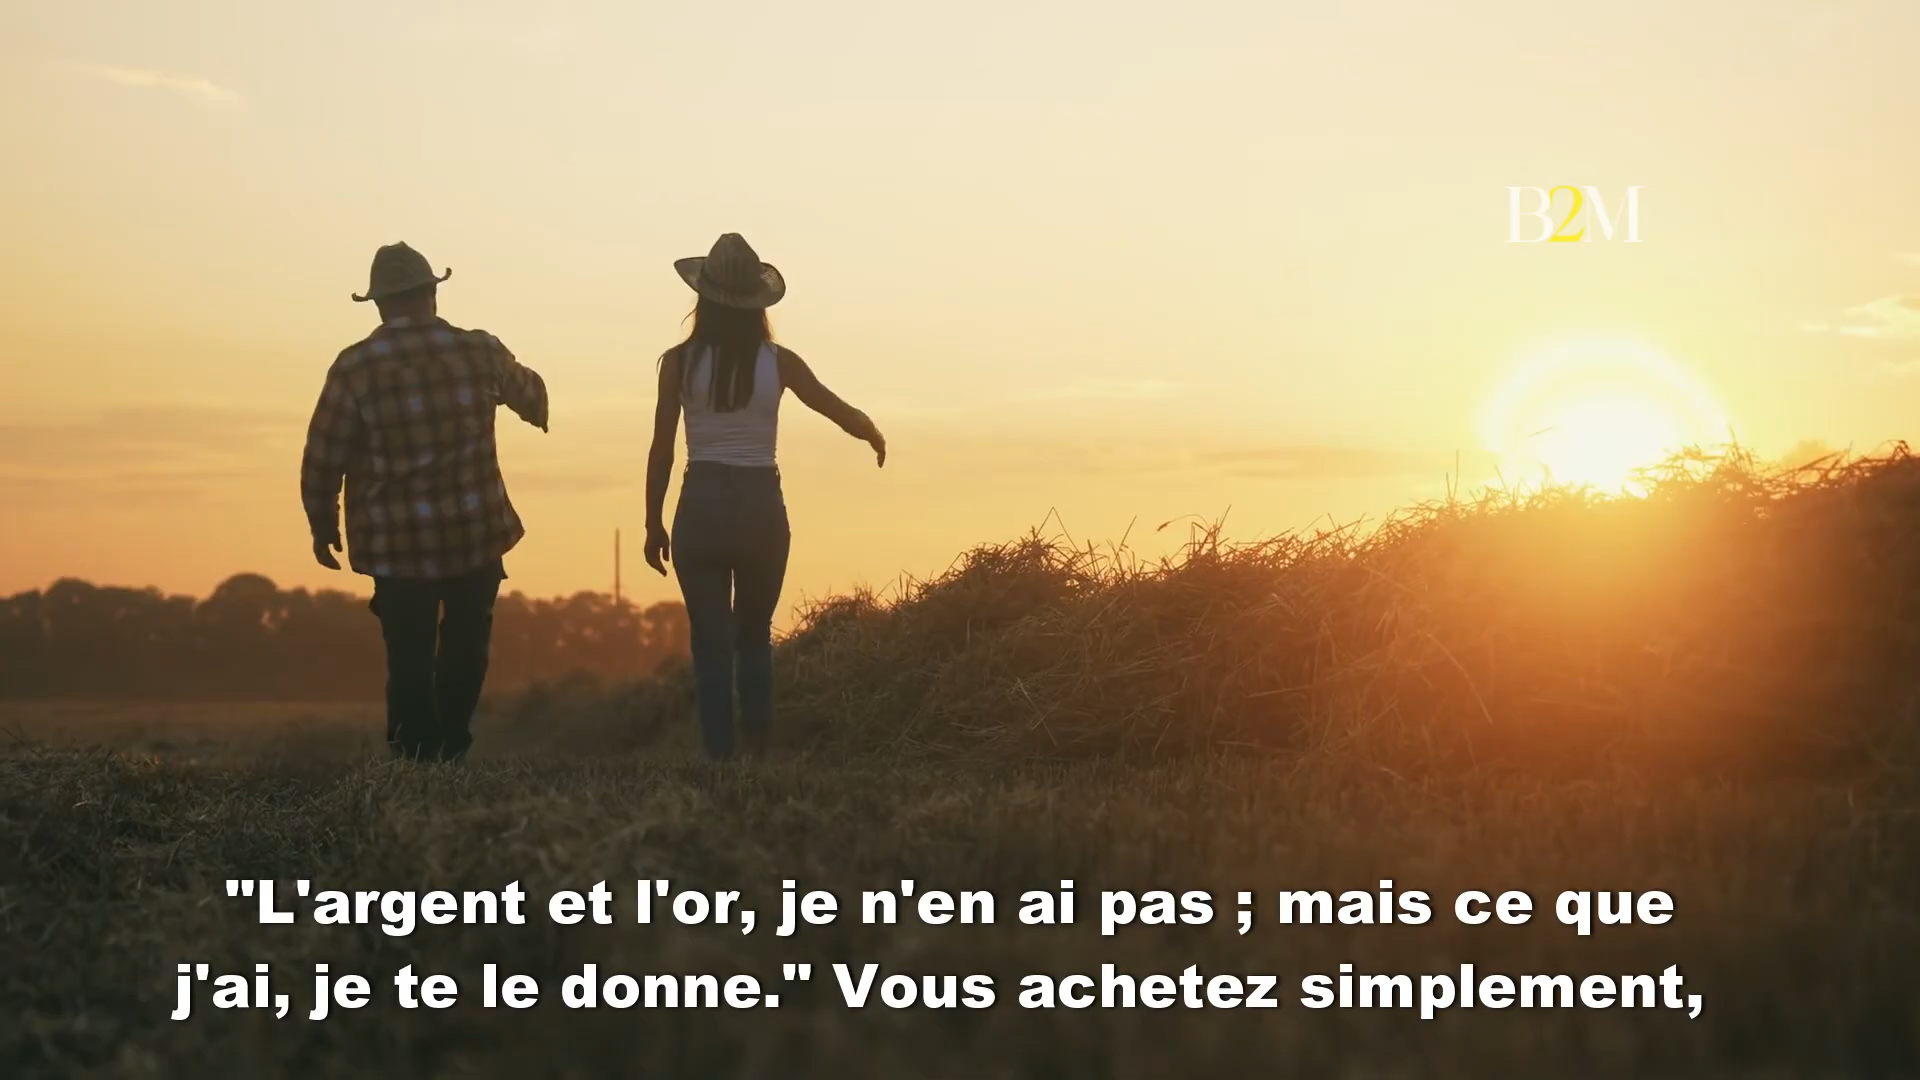 B2M
"L'argent et l'or, je n'en ai pas ; mais ce que
j'ai, je te le donne." Vous achetez simplement,